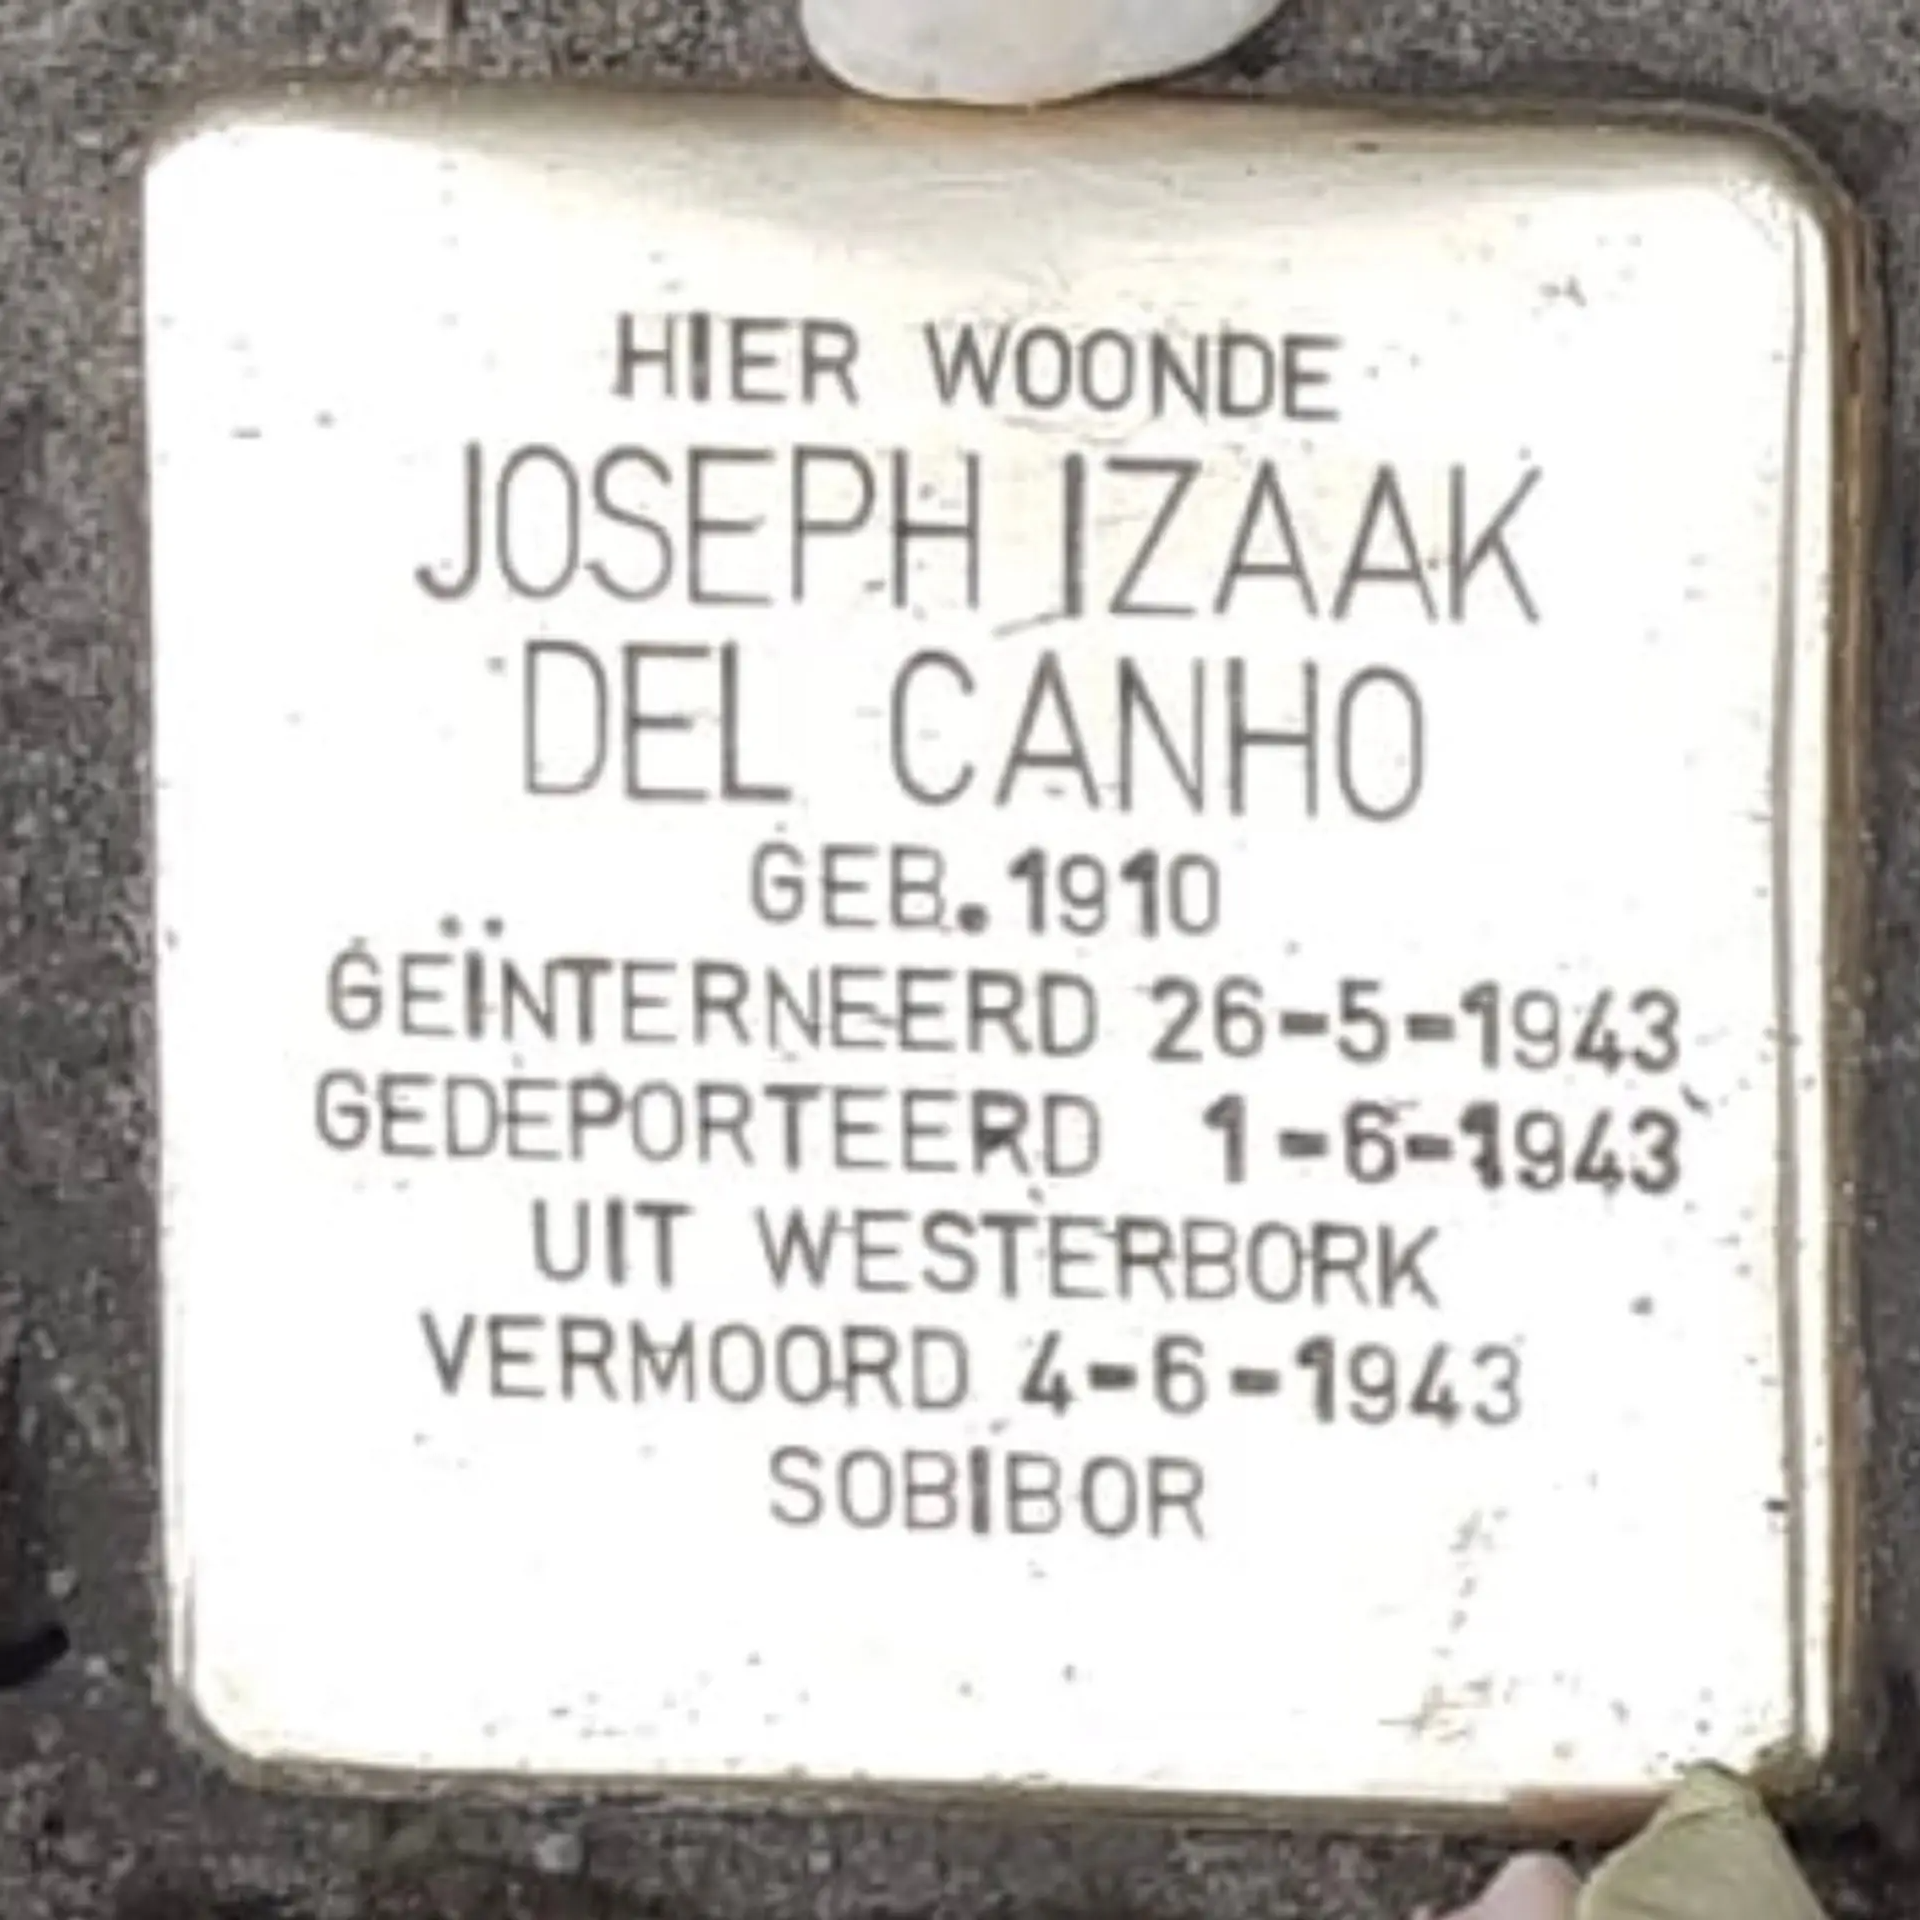 HIER WOONDE
JOSEPH IZAAK
DEL CANHO
GEB. 1910
GEÏNTERNEERD 26-5-1943
GEDEPORTEERD 1-6-1943
UIT WESTERBORK
VERMOORD 4-6-1943
SOBIBOR